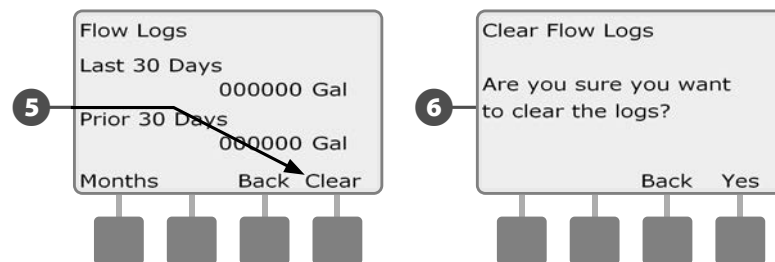 Flow Logs
Last 30 Days
000000 Gal
Prior 30 Days
000000 Gal
Months Back Clear
5
Clear Flow Logs
Are you sure you want
to clear the logs?
Back Yes
6